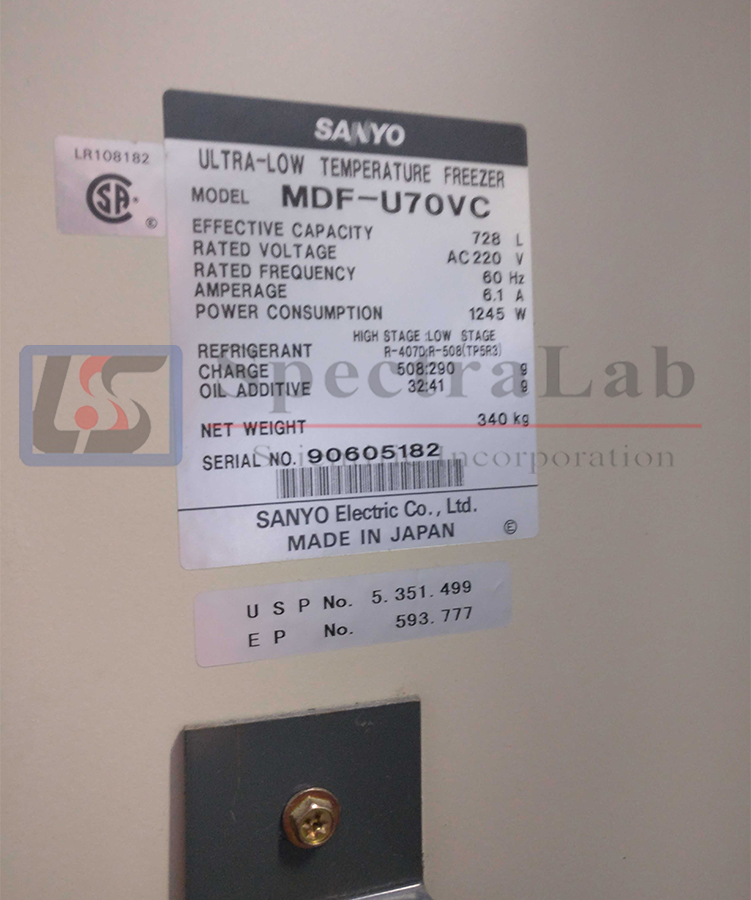 SANYO
LR108182
ULTRA-LOW TEMPERATURE FREEZER
MODEL MDF-U70VC
EFFECTIVE CAPACITY 728 L
RATED VOLTAGE AC 220 V
RATED FREQUENCY 60 Hz
AMPERAGE 6.1 A
POWER CONSUMPTION 1245 W
HIGH STAGE:LOW STAGE
REFRIGERANT R-407D:R-508(TP5R3)
CHARGE 508:290 g
OIL ADDITIVE 32:41 g
NET WEIGHT 340 kg
SERIAL NO. 90605182
SANYO Electric Co., Ltd.
MADE IN JAPAN E
U S P No. 5.351.499
E P No. 593.777
SpectraLab
Scientific Incorporation